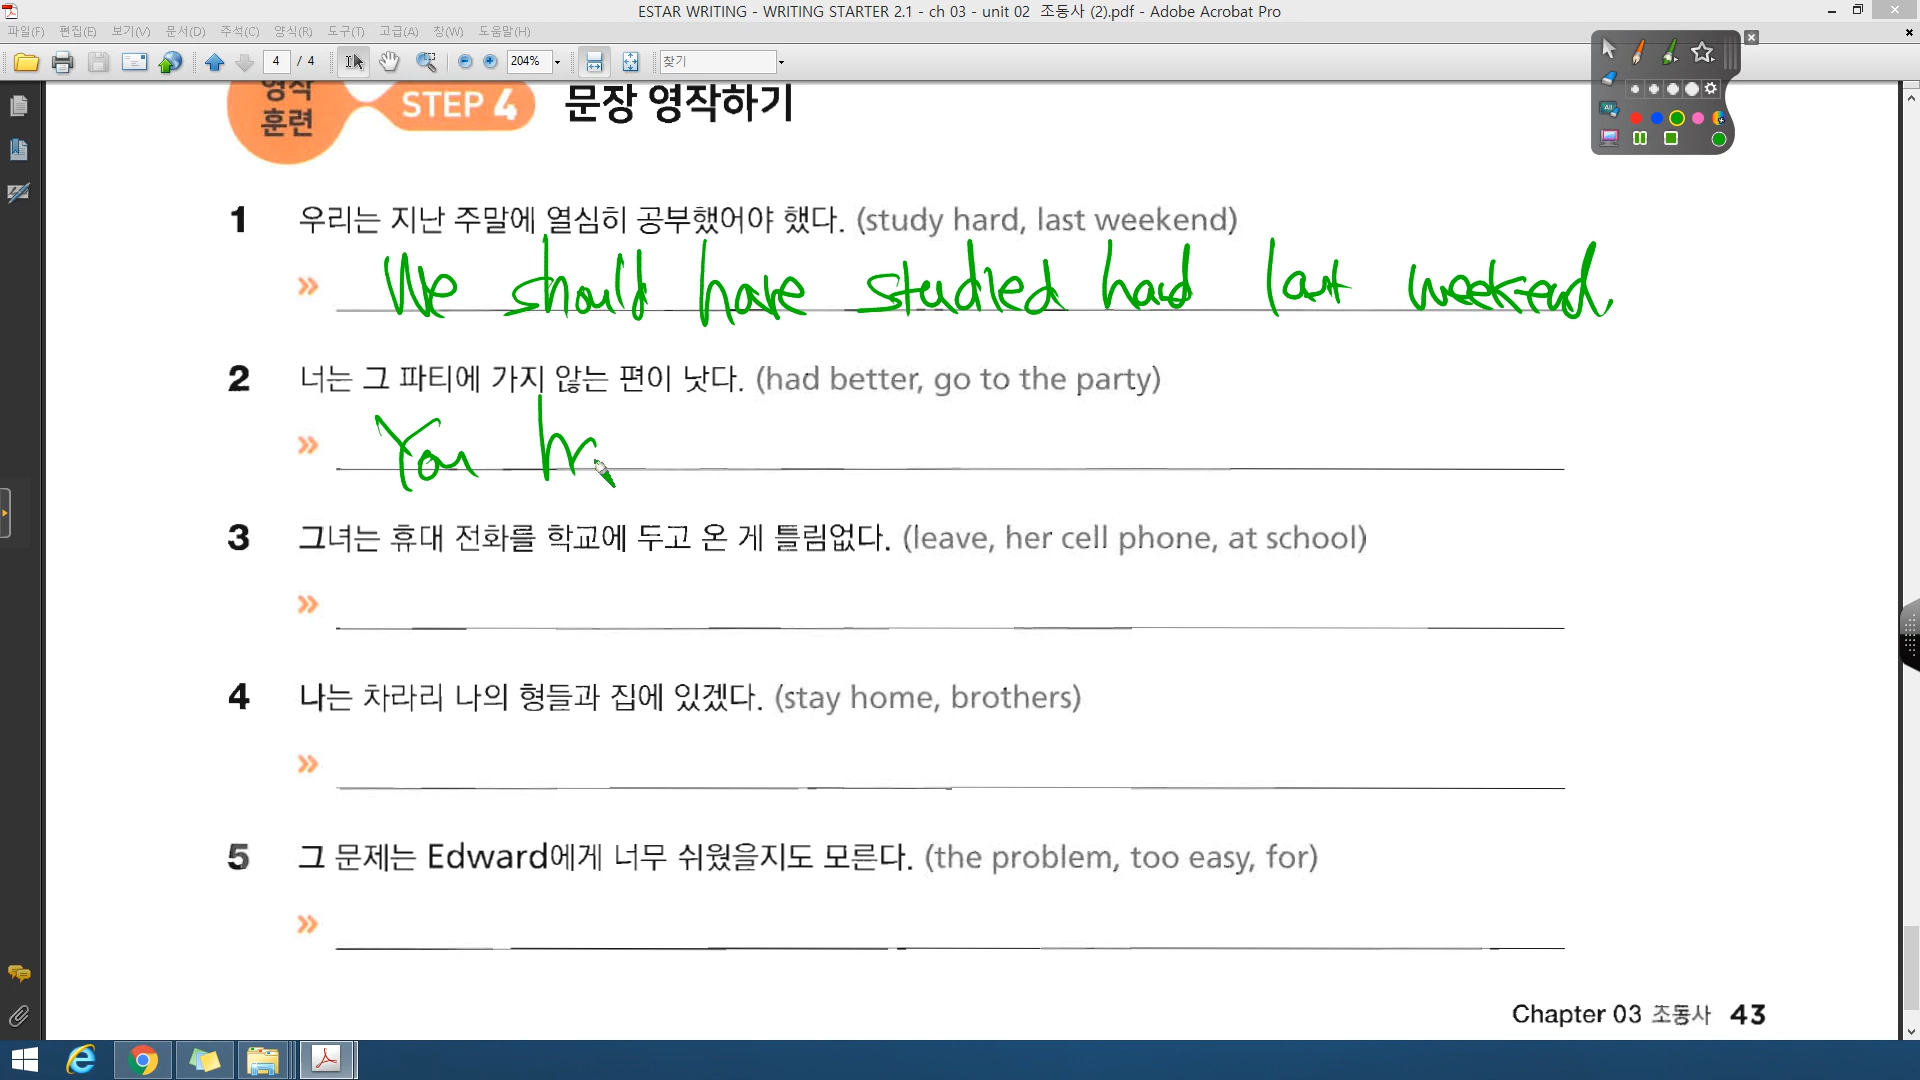 ESTAR WRITING - WRITING STARTER 2.1 - ch 03 - unit 02 조동사 (2).pdf - Adobe Acrobat Pro
파일(F) 편집(E) 보기(V) 문서(D) 주석(C) 양식(R) 도구(T) 고급(A) 창(W) 도움말(H)
4 / 4 204% 찾기
영작
훈련
STEP 4 문장 영작하기
1 우리는 지난 주말에 열심히 공부했어야 했다. (study hard, last weekend)
» We should have studied hard last weekend.
2 너는 그 파티에 가지 않는 편이 낫다. (had better, go to the party)
» You h
3 그녀는 휴대 전화를 학교에 두고 온 게 틀림없다. (leave, her cell phone, at school)
»
4 나는 차라리 나의 형들과 집에 있겠다. (stay home, brothers)
»
5 그 문제는 Edward에게 너무 쉬웠을지도 모른다. (the problem, too easy, for)
»
Chapter 03 조동사 43